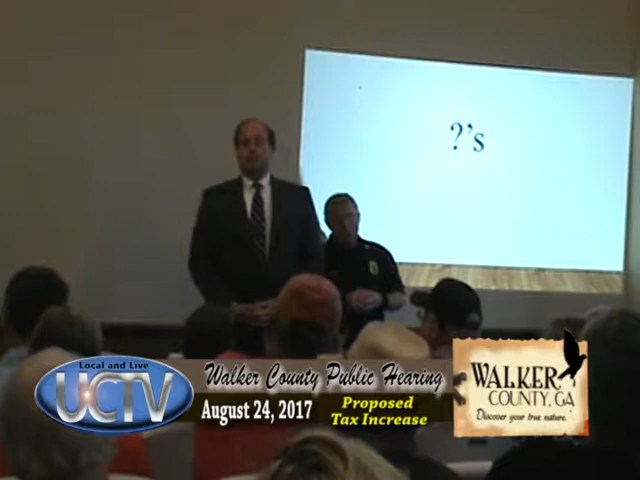 ?'s
Local and Live
UCTV
Walker County Public Hearing
August 24, 2017
Proposed
Tax Increase
WALKER
COUNTY, GA
Discover your true nature.